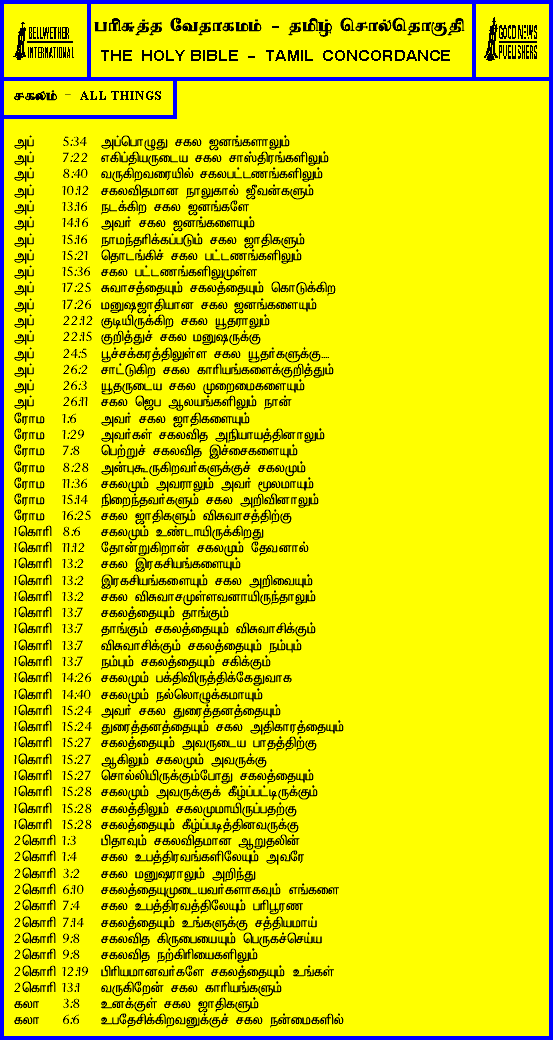 BELLWETHER
INTERNATIONAL
பரிசுத்த வேதாகமம் - தமிழ் சொல்தொகுதி
THE HOLY BIBLE - TAMIL CONCORDANCE
GOOD NEWS
PUBLISHERS
சகலம் - ALL THINGS
அப் 5:34 அப்பொழுது சகல ஜனங்களாலும்
அப் 7:22 எகிப்தியருடைய சகல சாஸ்திரங்களிலும்
அப் 8:40 வருகிறவரையில் சகலபட்டணங்களிலும்
அப் 10:12 சகலவிதமான நாலுகால் ஜீவன்களும்
அப் 13:16 நடக்கிற சகல ஜனங்களே
அப் 14:16 அவர் சகல ஜனங்களையும்
அப் 15:16 நாமந்தரிக்கப்படும் சகல ஜாதிகளும்
அப் 15:21 தொடங்கிச் சகல பட்டணங்களிலும்
அப் 15:36 சகல பட்டணங்களிலுமுள்ள
அப் 17:25 சுவாசத்தையும் சகலத்தையும் கொடுக்கிற
அப் 17:26 மனுஷஜாதியான சகல ஜனங்களையும்
அப் 22:12 குடியிருக்கிற சகல யூதராலும்
அப் 22:15 குறித்துச் சகல மனுஷருக்கு
அப் 24:5 பூச்சக்கரத்திலுள்ள சகல யூதர்களுக்கு....
அப் 26:2 சாட்டுகிற சகல காரியங்களைக்குறித்தும்
அப் 26:3 யூதருடைய சகல முறைமைகளையும்
அப் 26:11 சகல ஜெப ஆலயங்களிலும் நான்
ரோம 1:6 அவர் சகல ஜாதிகளையும்
ரோம 1:29 அவர்கள் சகலவித அநியாயத்தினாலும்
ரோம 7:8 பெற்றுச் சகலவித இச்சைகளையும்
ரோம 8:28 அன்புகூருகிறவர்களுக்குச் சகலமும்
ரோம 11:36 சகலமும் அவராலும் அவர் மூலமாயும்
ரோம 15:14 நிறைந்தவர்களும் சகல அறிவினாலும்
ரோம 16:25 சகல ஜாதிகளும் விசுவாசத்திற்கு
1கொரி 8:6 சகலமும் உண்டாயிருக்கிறது
1கொரி 11:12 தோன்றுகிறான் சகலமும் தேவனால்
1கொரி 13:2 சகல இரகசியங்களையும்
1கொரி 13:2 இரகசியங்களையும் சகல அறிவையும்
1கொரி 13:2 சகல விசுவாசமுள்ளவனாயிருந்தாலும்
1கொரி 13:7 சகலத்தையும் தாங்கும்
1கொரி 13:7 தாங்கும் சகலத்தையும் விசுவாசிக்கும்
1கொரி 13:7 விசுவாசிக்கும் சகலத்தையும் நம்பும்
1கொரி 13:7 நம்பும் சகலத்தையும் சகிக்கும்
1கொரி 14:26 சகலமும் பக்திவிருத்திக்கேதுவாக
1கொரி 14:40 சகலமும் நல்லொழுக்கமாயும்
1கொரி 15:24 அவர் சகல துரைத்தனத்தையும்
1கொரி 15:24 துரைத்தனத்தையும் சகல அதிகாரத்தையும்
1கொரி 15:27 சகலத்தையும் அவருடைய பாதத்திற்கு
1கொரி 15:27 ஆகிலும் சகலமும் அவருக்கு
1கொரி 15:27 சொல்லியிருக்கும்போது சகலத்தையும்
1கொரி 15:28 சகலமும் அவருக்குக் கீழ்ப்பட்டிருக்கும்
1கொரி 15:28 சகலத்திலும் சகலமுமாயிருப்பதற்கு
1கொரி 15:28 சகலத்தையும் கீழ்ப்படித்தினவருக்கு
2கொரி 1:3 பிதாவும் சகலவிதமான ஆறுதலின்
2கொரி 1:4 சகல உபத்திரவங்களிலேயும் அவரே
2கொரி 3:2 சகல மனுஷராலும் அறிந்து
2கொரி 6:10 சகலத்தையுமுடையவர்களாகவும் எங்களை
2கொரி 7:4 சகல உபத்திரவத்திலேயும் பரிபூரண
2கொரி 7:14 சகலத்தையும் உங்களுக்கு சத்தியமாய்
2கொரி 9:8 சகலவித கிருபையையும் பெருகச்செய்ய
2கொரி 9:8 சகலவித நற்கிரியைகளிலும்
2கொரி 12:19 பிரியமானவர்களே சகலத்தையும் உங்கள்
2கொரி 13:1 வருகிறேன் சகல காரியங்களும்
கலா 3:8 உனக்குள் சகல ஜாதிகளும்
கலா 6:6 உபதேசிக்கிறவனுக்குச் சகல நன்மைகளில்